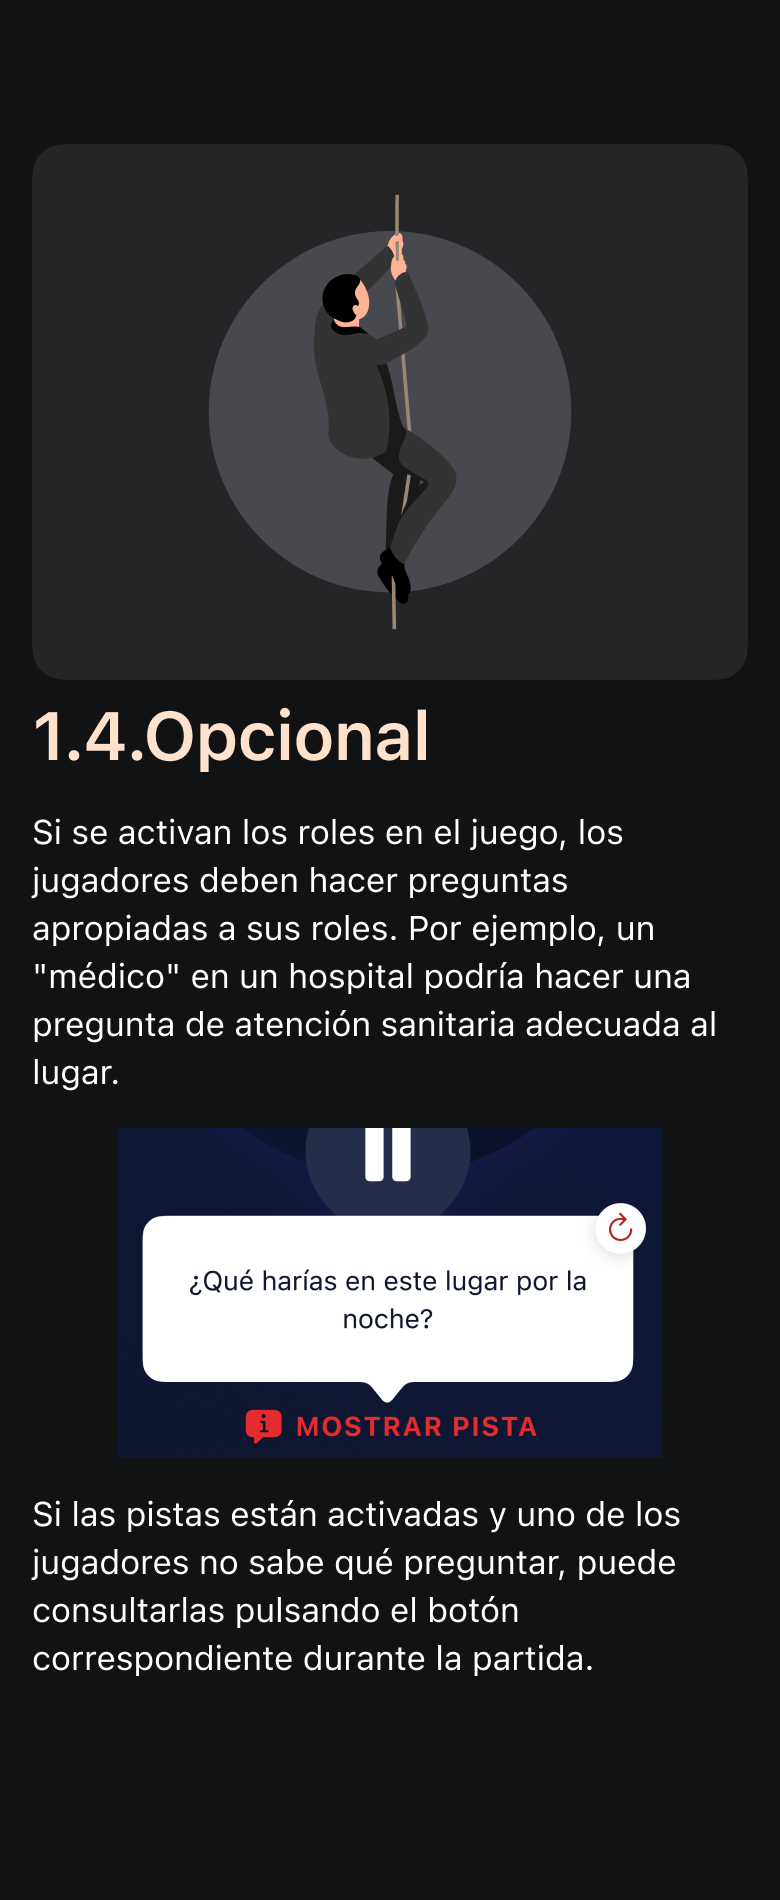 1.4.Opcional
Si se activan los roles en el juego, los
jugadores deben hacer preguntas
apropiadas a sus roles. Por ejemplo, un
"médico" en un hospital podría hacer una
pregunta de atención sanitaria adecuada al
lugar.
¿Qué harías en este lugar por la
noche?
MOSTRAR PISTA
Si las pistas están activadas y uno de los
jugadores no sabe qué preguntar, puede
consultarlas pulsando el botón
correspondiente durante la partida.